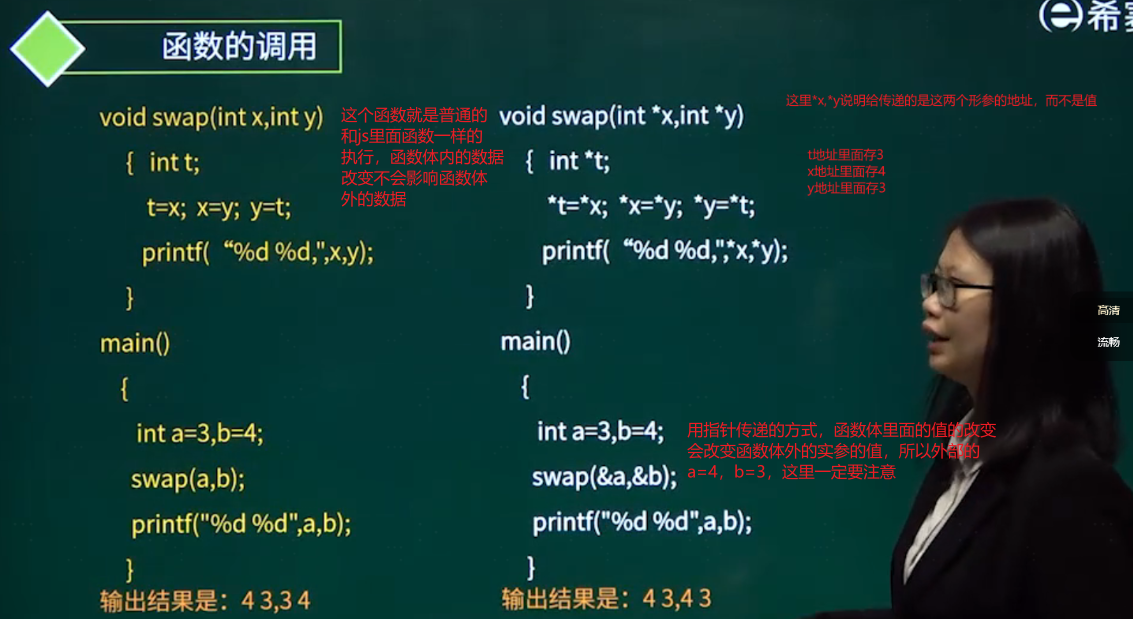 函数的调用
希赛
void swap(int x,int y)
{ int t;
t=x; x=y; y=t;
printf( “%d %d,",x,y);
}
main()
{
int a=3,b=4;
swap(a,b);
printf("%d %d",a,b);
}
输出结果是：4 3,3 4
这个函数就是普通的
和js里面函数一样的
执行，函数体内的数据
改变不会影响函数体
外的数据
void swap(int *x,int *y)
{ int *t;
*t=*x; *x=*y; *y=*t;
printf( “%d %d,",*x,*y);
}
main()
{
int a=3,b=4;
swap(&a,&b);
printf("%d %d",a,b);
}
输出结果是：4 3,4 3
这里*x,*y说明给传递的是这两个形参的地址，而不是值
t地址里面存3
x地址里面存4
y地址里面存3
用指针传递的方式，函数体里面的值的改变
会改变函数体外的实参的值，所以外部的
a=4，b=3，这里一定要注意
高清
流畅